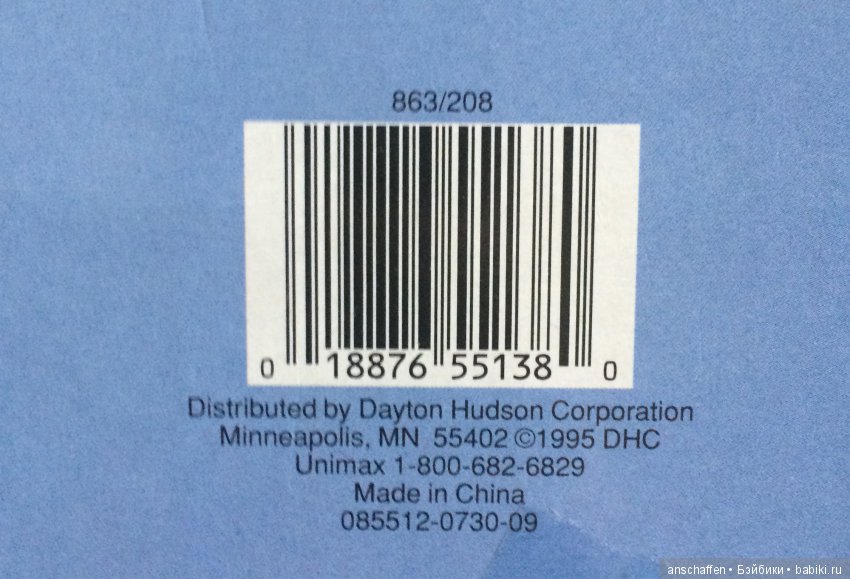 863/208
0 18876 55138 0
Distributed by Dayton Hudson Corporation
Minneapolis, MN 55402 ©1995 DHC
Unimax 1-800-682-6829
Made in China
085512-0730-09
anschaffen • Бэйбики • babiki.ru